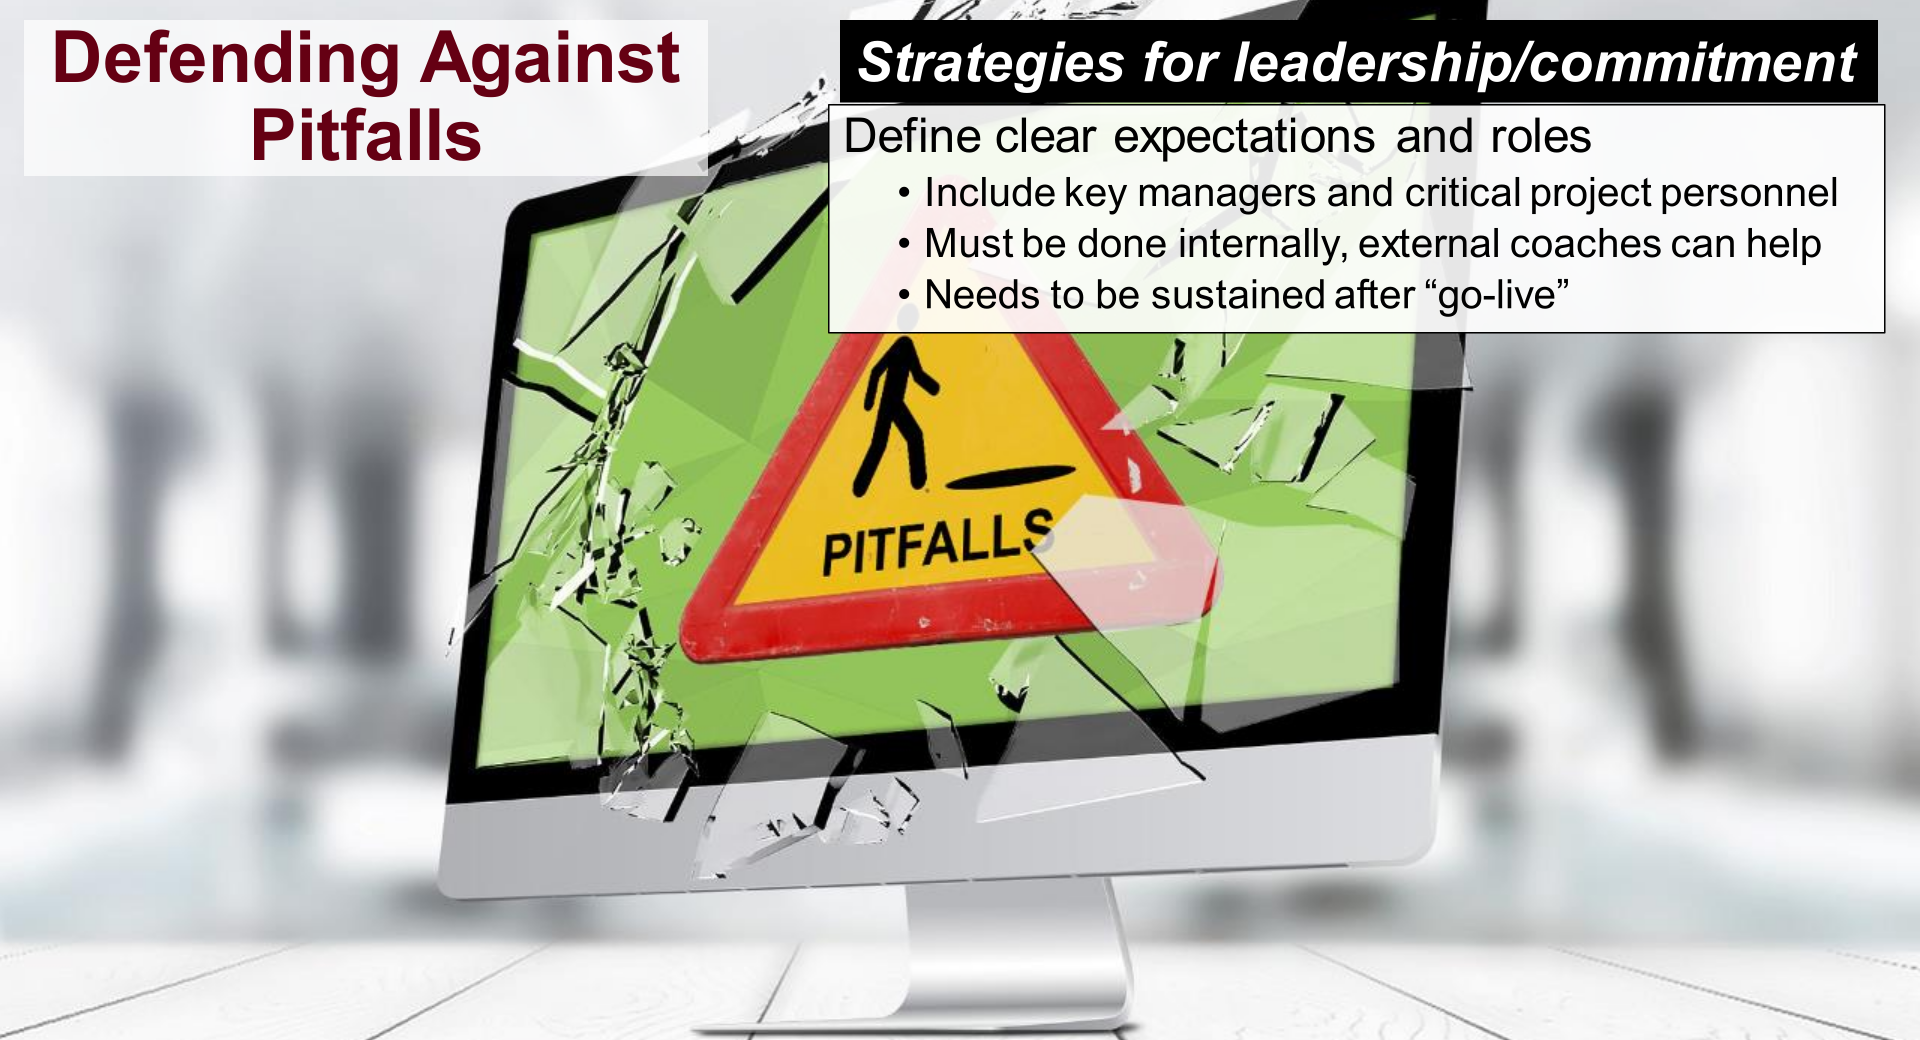 Defending Against
Pitfalls
Strategies for leadership/commitment
Define clear expectations and roles
• Include key managers and critical project personnel
• Must be done internally, external coaches can help
• Needs to be sustained after “go-live”
PITFALLS